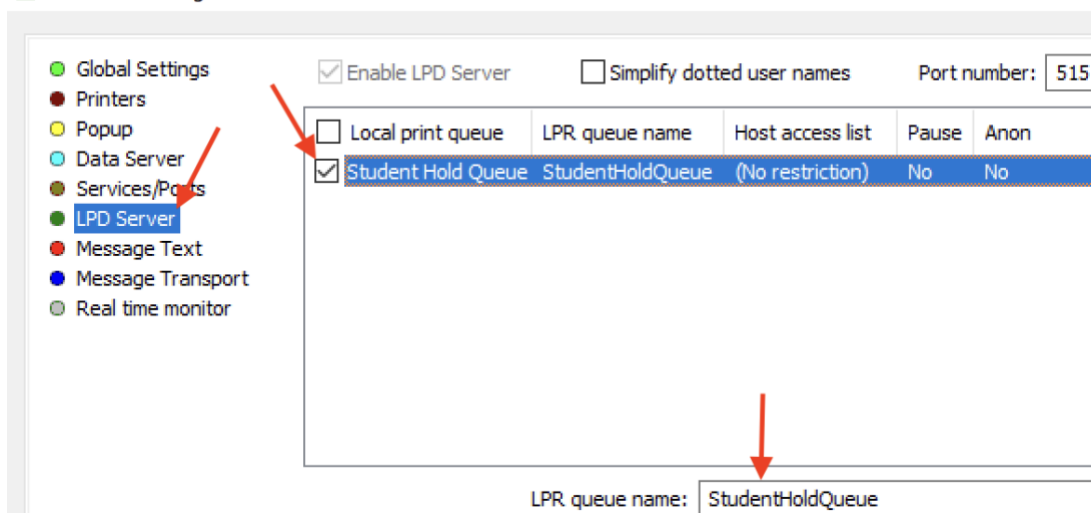 Global Settings
Printers
Popup
Data Server
Services/Ports
LPD Server
Message Text
Message Transport
Real time monitor
Enable LPD Server Simplify dotted user names Port number: 515
Local print queue LPR queue name Host access list Pause Anon
Student Hold Queue StudentHoldQueue (No restriction) No No
LPR queue name: StudentHoldQueue